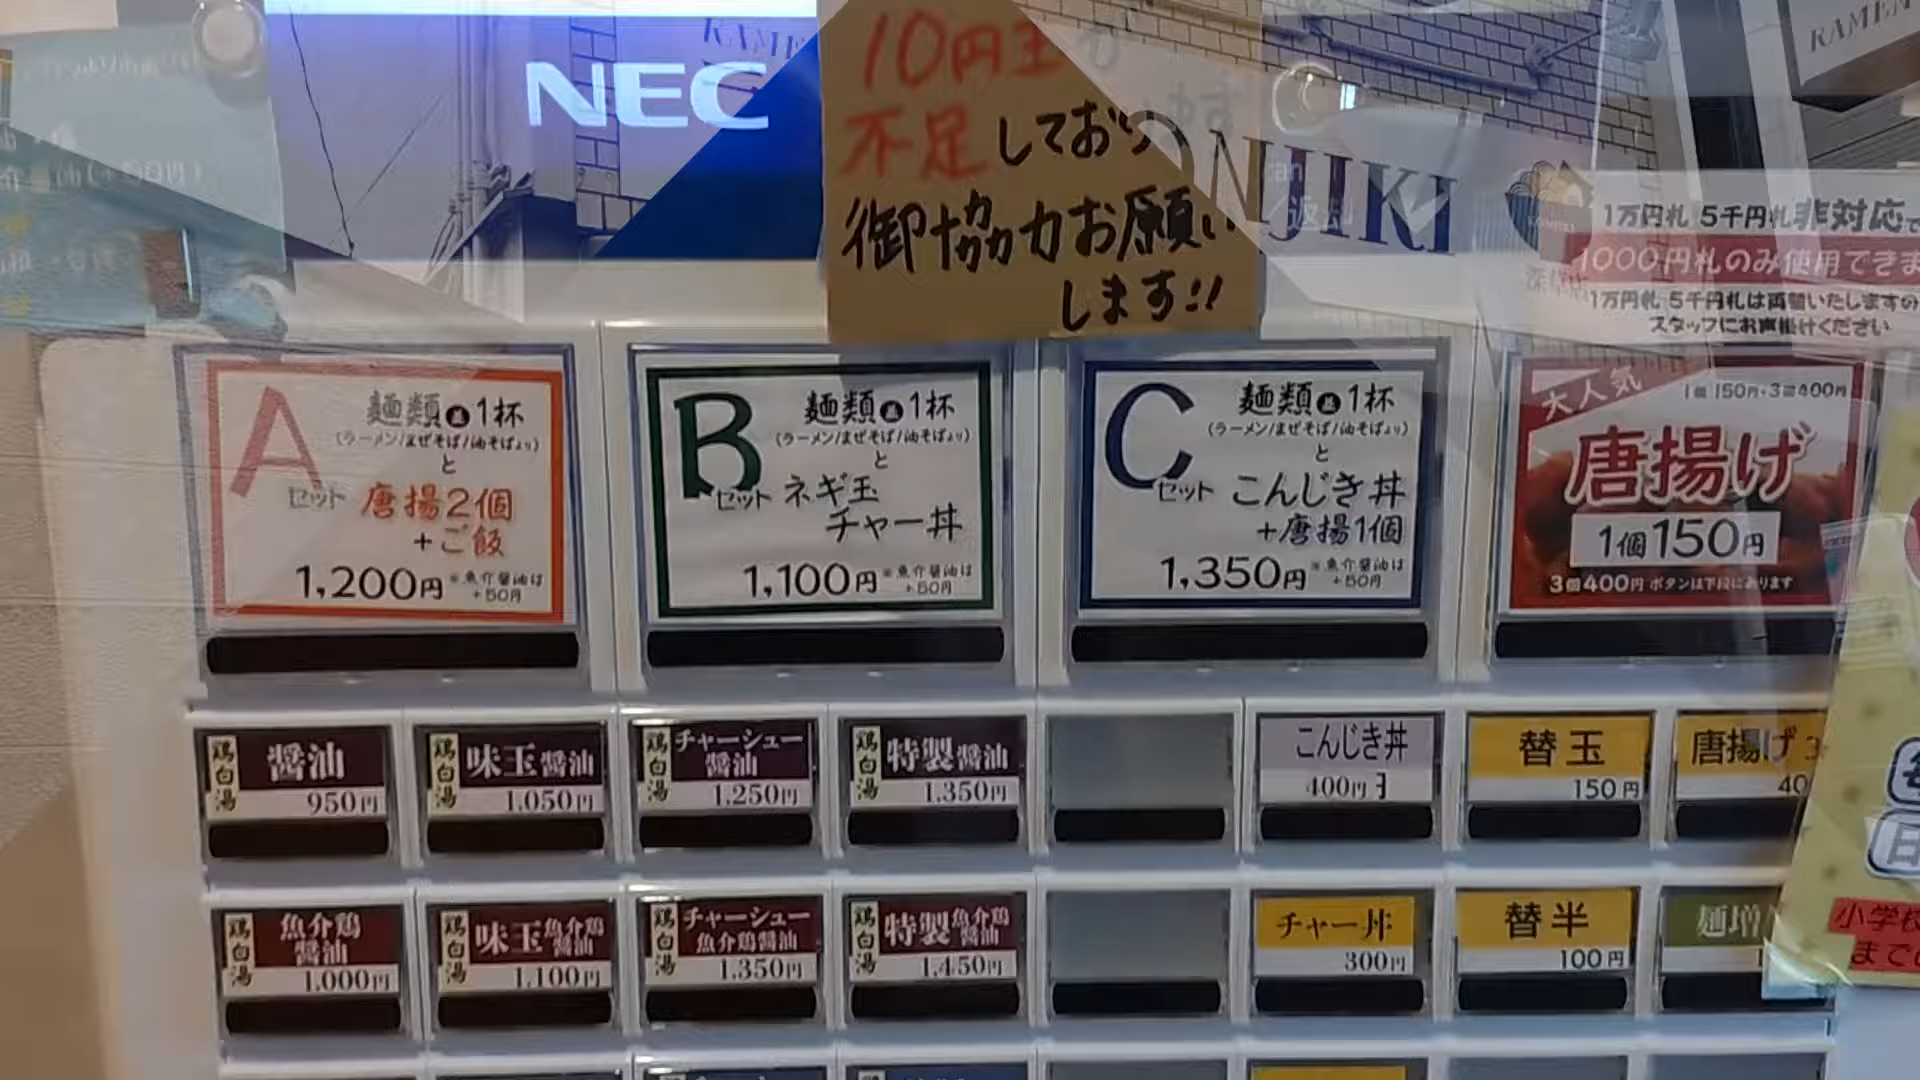 NEC
10円玉の
不足しており
御協力お願い
します!!
RAMEN
ONJIKI
1万円札 5千円札非対応で
1000円札のみ使用できま
1万円札 5千円札は両替いたしますの
スタッフにお声掛けください
A
セット
麺類並1杯
(ラーメン/まぜそば/油そばより)
と
唐揚2個
+ご飯
1,200円 ※魚介醤油は
+50円
B
セット
麺類並1杯
(ラーメン/まぜそば/油そばより)
と
ネギ玉
チャー丼
1,100円 ※魚介醤油は
+50円
C
セット
麺類並1杯
(ラーメン/まぜそば/油そばより)
と
こんじき丼
+唐揚1個
1,350円 ※魚介醤油は
+50円
大人気
1個150円・3個400円
唐揚げ
1個150円
3個400円 ボタンは下段にあります
鶏白湯
醤油
950円
鶏白湯
味玉醤油
1,050円
鶏白湯
チャーシュー
醤油
1,250円
鶏白湯
特製醤油
1,350円
こんじき丼
400円
替玉
150円
唐揚げ3
40
鶏白湯
魚介鶏
醤油
1,000円
鶏白湯
味玉魚介鶏
醤油
1,100円
鶏白湯
チャーシュー
魚介鶏醤油
1,350円
鶏白湯
特製魚介鶏
醤油
1,450円
チャー丼
300円
替半
100円
麺増
小学校
まで